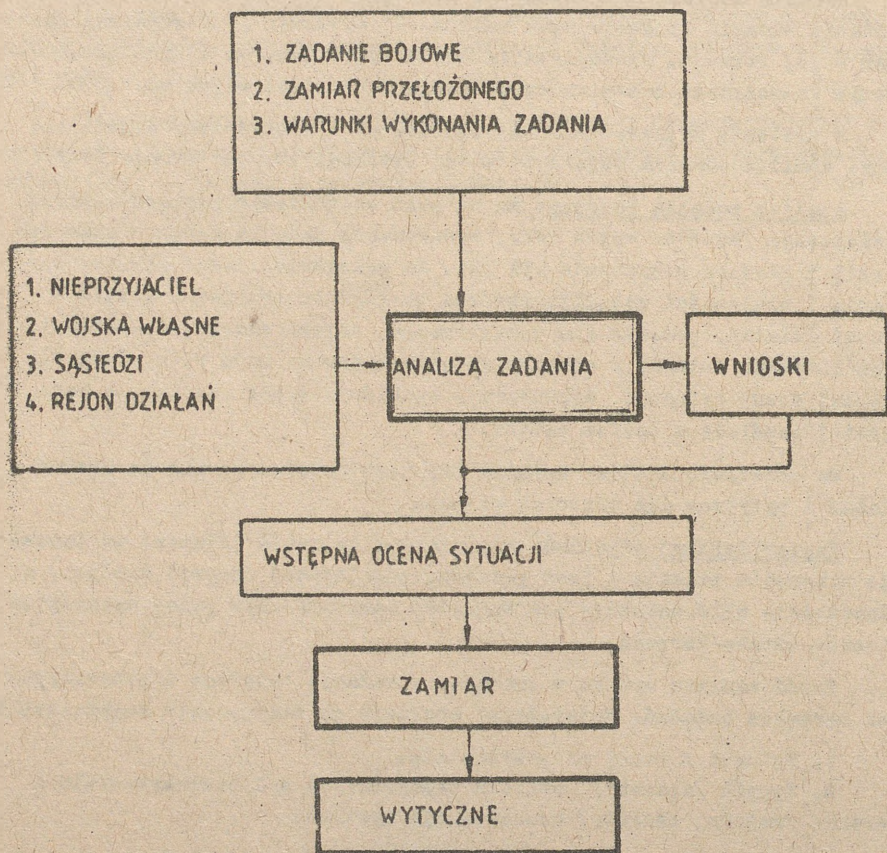 1. ZADANIE BOJOWE
2. ZAMIAR PRZEŁOŻONEGO
3. WARUNKI WYKONANIA ZADANIA
1. NIEPRZYJACIEL
2. WOJSKA WŁASNE
3. SĄSIEDZI
4. REJON DZIAŁAŃ
ANALIZA ZADANIA
WNIOSKI
WSTĘPNA OCENA SYTUACJI
ZAMIAR
WYTYCZNE